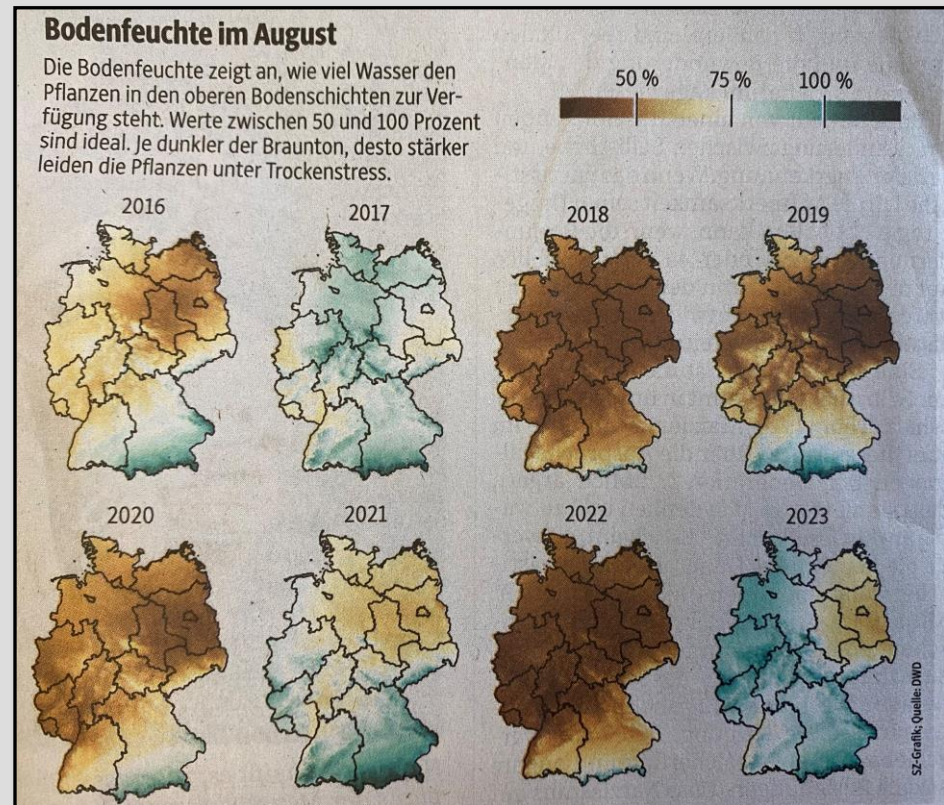 Bodenfeuchte im August
Die Bodenfeuchte zeigt an, wie viel Wasser den
Pflanzen in den oberen Bodenschichten zur Ver-
fügung steht. Werte zwischen 50 und 100 Prozent
sind ideal. Je dunkler der Braunton, desto stärker
leiden die Pflanzen unter Trockenstress.
50 % 75 % 100 %
2016 2017 2018 2019
2020 2021 2022 2023
SZ-Grafik; Quelle: DWD